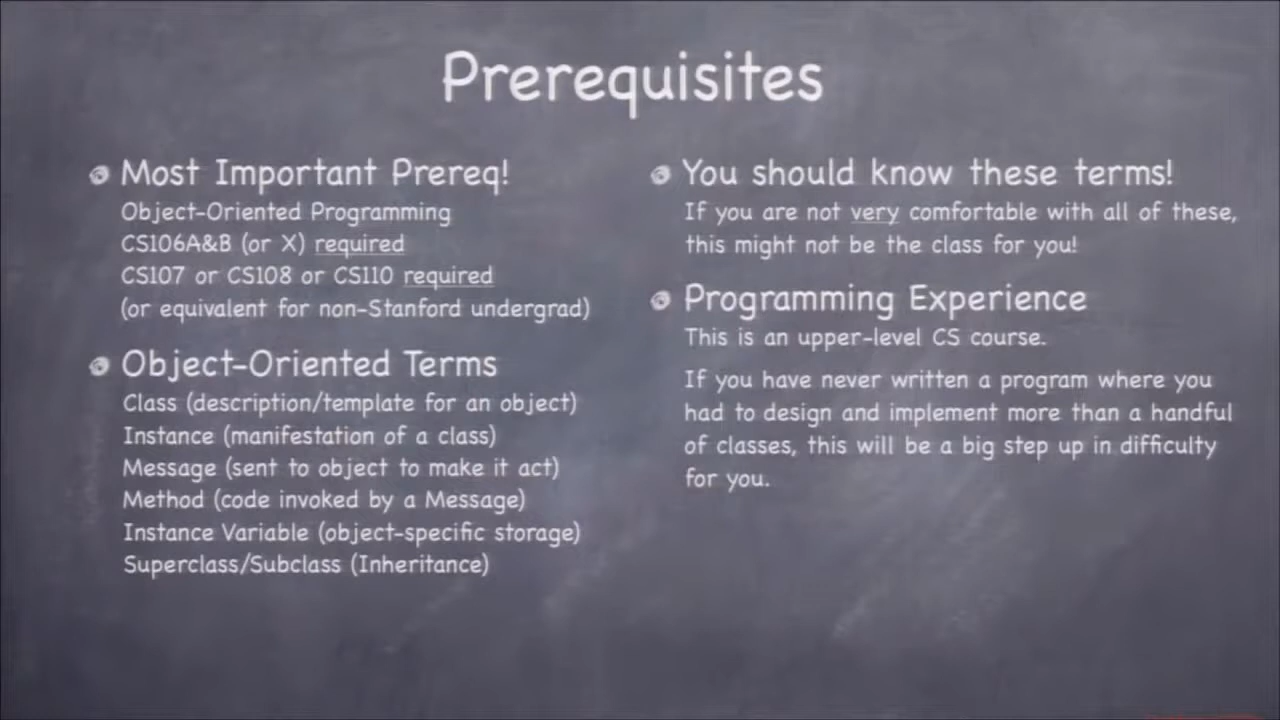 Prerequisites
Most Important Prereq!
Object-Oriented Programming
CS106A&B (or X) required
CS107 or CS108 or CS110 required
(or equivalent for non-Stanford undergrad)
Object-Oriented Terms
Class (description/template for an object)
Instance (manifestation of a class)
Message (sent to object to make it act)
Method (code invoked by a Message)
Instance Variable (object-specific storage)
Superclass/Subclass (Inheritance)
You should know these terms!
If you are not very comfortable with all of these,
this might not be the class for you!
Programming Experience
This is an upper-level CS course.
If you have never written a program where you
had to design and implement more than a handful
of classes, this will be a big step up in difficulty
for you.